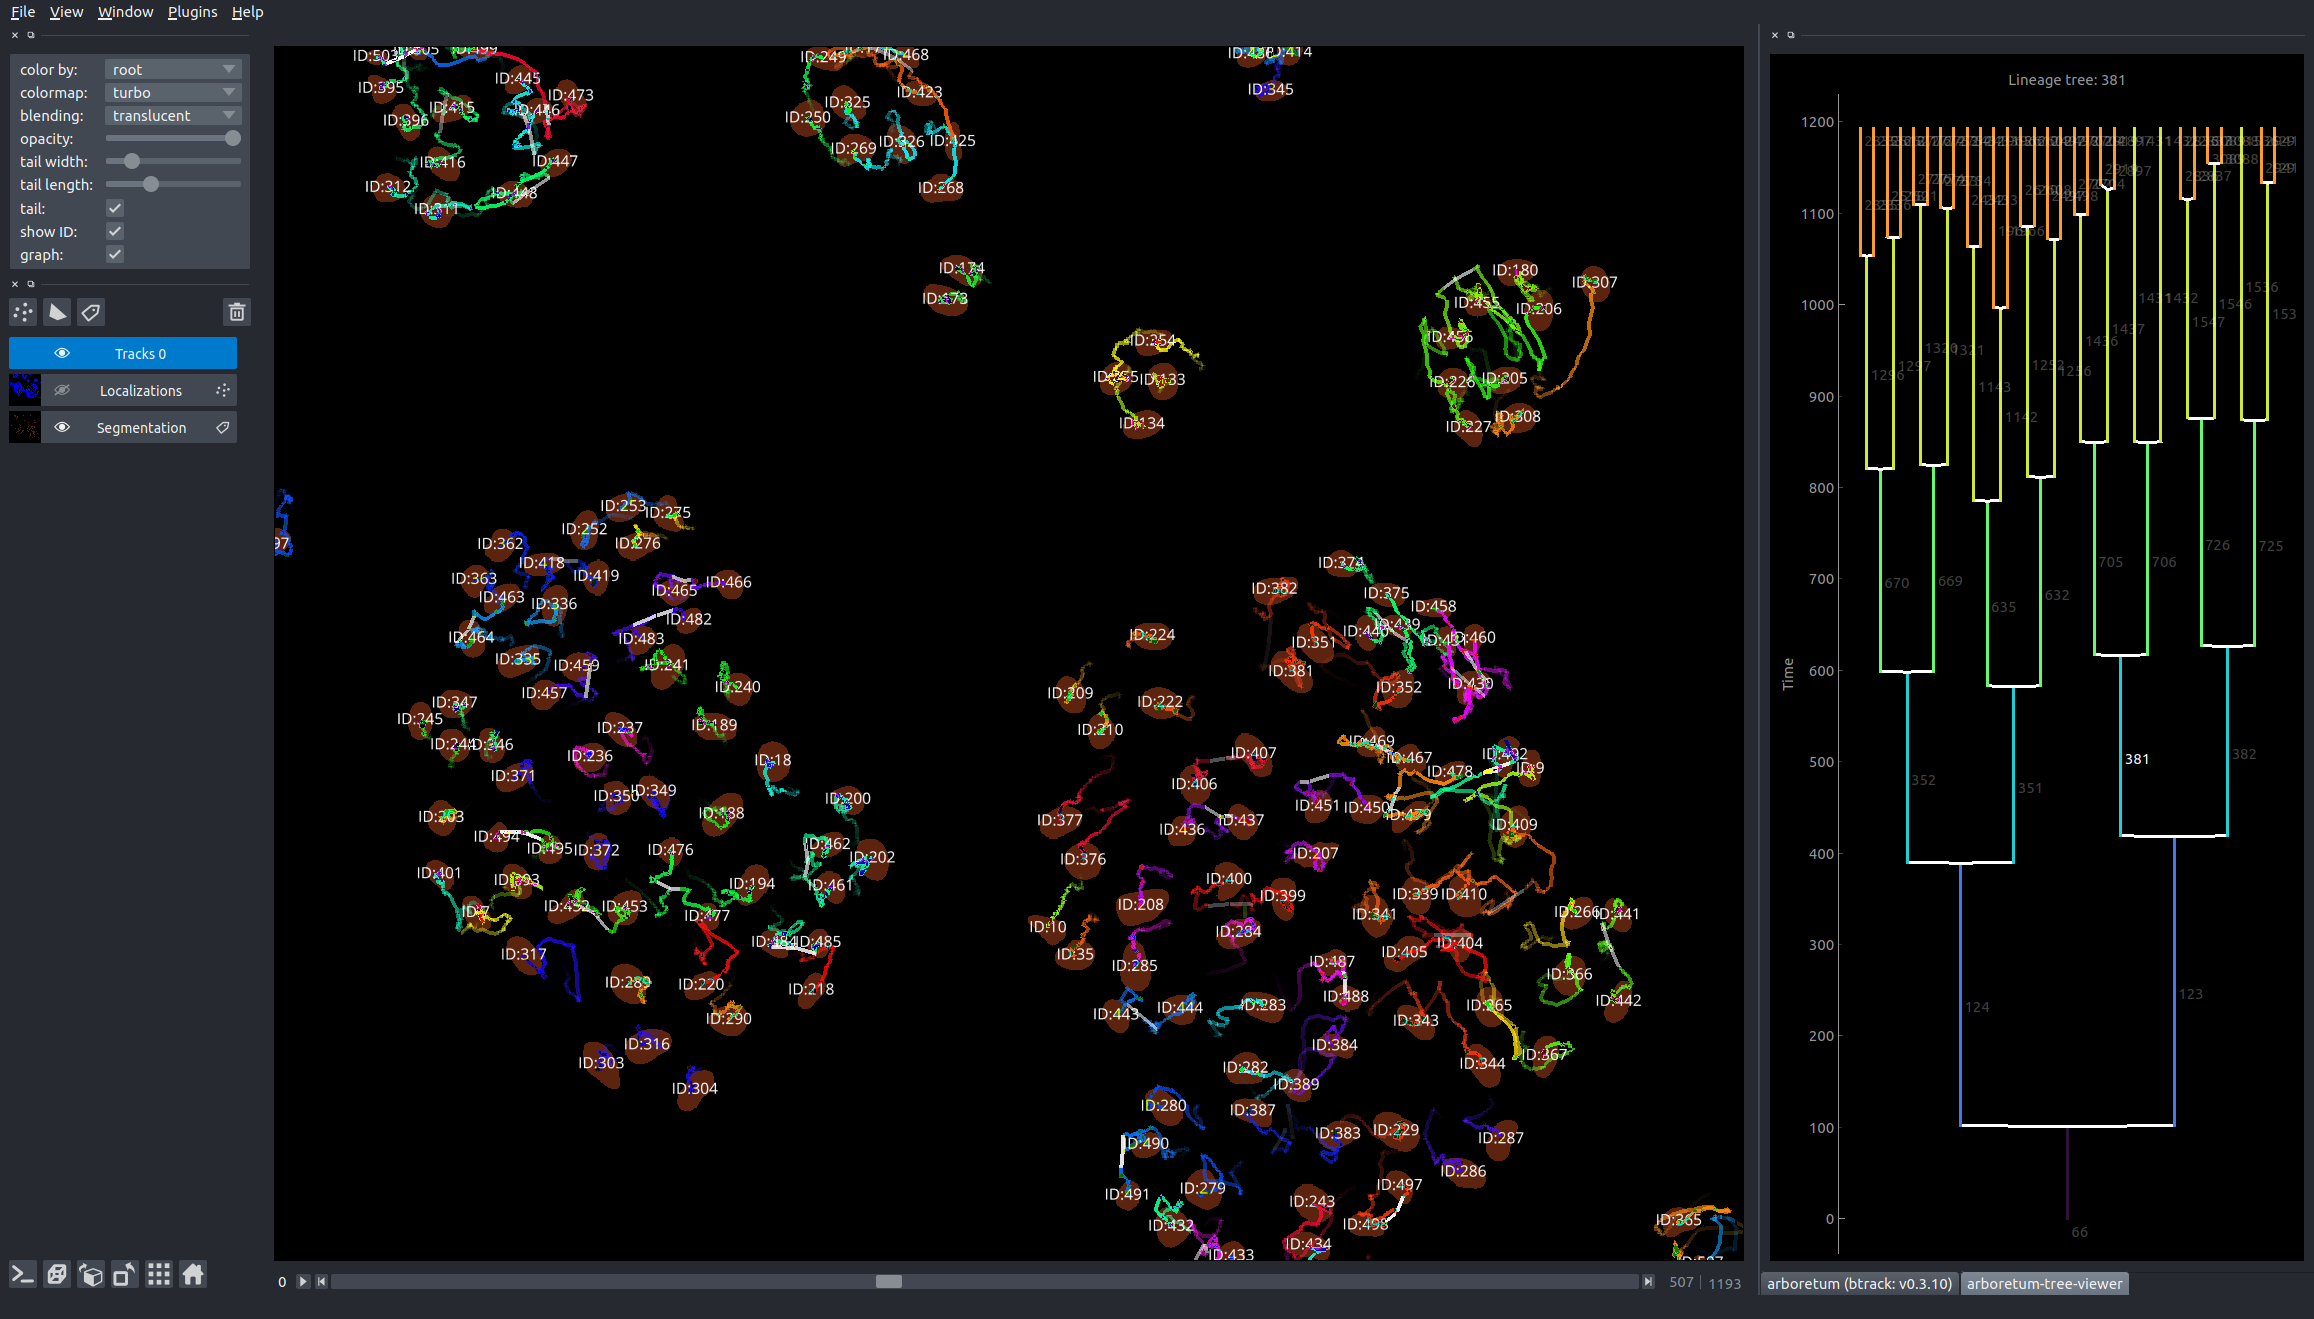 File View Window Plugins Help
color by: root
colormap: turbo
blending: translucent
opacity:
tail width:
tail length:
tail:
show ID:
graph:
Tracks 0
Localizations
Segmentation
ID:395
ID:445
ID:473
ID:415
ID:396
ID:446
ID:416
ID:447
ID:312
ID:448
ID:311
ID:249
ID:468
ID:423
ID:325
ID:250
ID:326
ID:425
ID:269
ID:268
ID:345
ID:174
ID:173
ID:254
ID:133
ID:134
ID:180
ID:307
ID:455
ID:206
ID:456
ID:226
ID:205
ID:308
ID:227
97
ID:253
ID:275
ID:252
ID:276
ID:362
ID:418
ID:419
ID:363
ID:463
ID:336
ID:465
ID:466
ID:482
ID:464
ID:483
ID:335
ID:459
ID:241
ID:457
ID:240
ID:347
ID:245
ID:237
ID:189
ID:244
ID:346
ID:236
ID:371
ID:18
ID:350
ID:349
ID:200
ID:203
ID:188
ID:494
ID:495
ID:372
ID:476
ID:462
ID:202
ID:401
ID:393
ID:194
ID:461
ID:7
ID:452
ID:453
ID:477
ID:484
ID:485
ID:317
ID:289
ID:220
ID:218
ID:290
ID:316
ID:303
ID:304
ID:374
ID:382
ID:375
ID:458
ID:224
ID:351
ID:440
ID:439
ID:460
ID:381
ID:352
ID:209
ID:222
ID:210
ID:469
ID:407
ID:467
ID:406
ID:478
ID:9
ID:451
ID:450
ID:479
ID:377
ID:436
ID:437
ID:409
ID:376
ID:207
ID:400
ID:399
ID:208
ID:339
ID:410
ID:341
ID:266
ID:441
ID:10
ID:284
ID:35
ID:404
ID:405
ID:285
ID:487
ID:366
ID:488
ID:442
ID:443
ID:444
ID:283
ID:265
ID:343
ID:384
ID:367
ID:282
ID:344
ID:389
ID:280
ID:387
ID:383
ID:229
ID:287
ID:490
ID:286
ID:491
ID:279
ID:497
ID:243
ID:432
ID:498
ID:365
ID:433
ID:434
0
507 | 1193
Lineage tree: 381
Time
1200
1100
1000
900
800
700
600
500
400
300
200
100
0
1296
1297
1321
1143
1142
1252
1256
1436
1437
1432
1547
1546
1536
153
670
669
635
632
705
706
726
725
352
351
381
382
124
123
66
arboretum (btrack: v0.3.10)
arboretum-tree-viewer